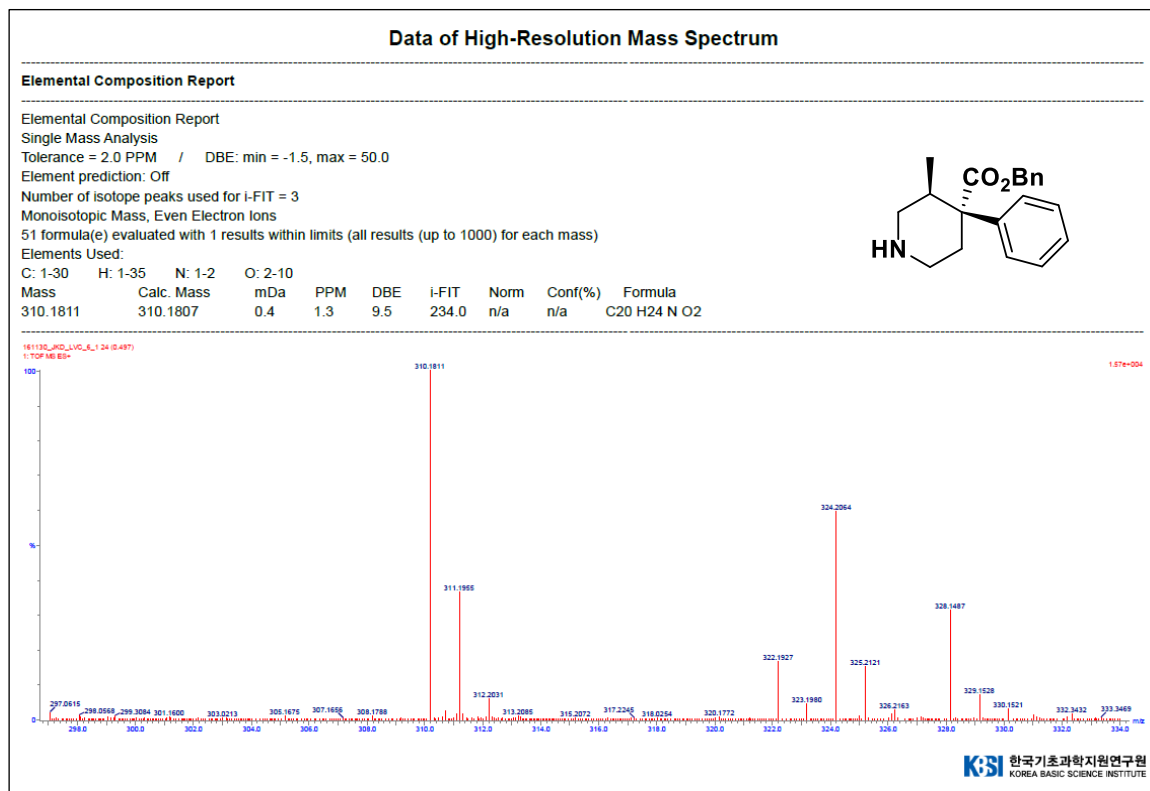 Data of High-Resolution Mass Spectrum
Elemental Composition Report
Elemental Composition Report
Single Mass Analysis
Tolerance = 2.0 PPM / DBE: min = -1.5, max = 50.0
Element prediction: Off
Number of isotope peaks used for i-FIT = 3
Monoisotopic Mass, Even Electron Ions
51 formula(e) evaluated with 1 results within limits (all results (up to 1000) for each mass)
Elements Used:
C: 1-30 H: 1-35 N: 1-2 O: 2-10
Mass Calc. Mass mDa PPM DBE i-FIT Norm Conf(%) Formula
310.1811 310.1807 0.4 1.3 9.5 234.0 n/a n/a C20 H24 N O2
CO2Bn
HN
161130_JKD_LVC_6_1 24 (0.497)
1: TOF MS ES+
1.57e+004
100
%
0
310.1811
324.2064
311.1955
328.1487
322.1927
325.2121
312.2031
329.1528
323.1980
297.0615
298.0568
299.3084
301.1600
303.0213
305.1675
307.1656
308.1788
313.2085
315.2072
317.2245
318.0254
320.1772
326.2163
330.1521
332.3432
333.3469
298.0 300.0 302.0 304.0 306.0 308.0 310.0 312.0 314.0 316.0 318.0 320.0 322.0 324.0 326.0 328.0 330.0 332.0 334.0
m/z
KBSI 한국기초과학지원연구원
KOREA BASIC SCIENCE INSTITUTE